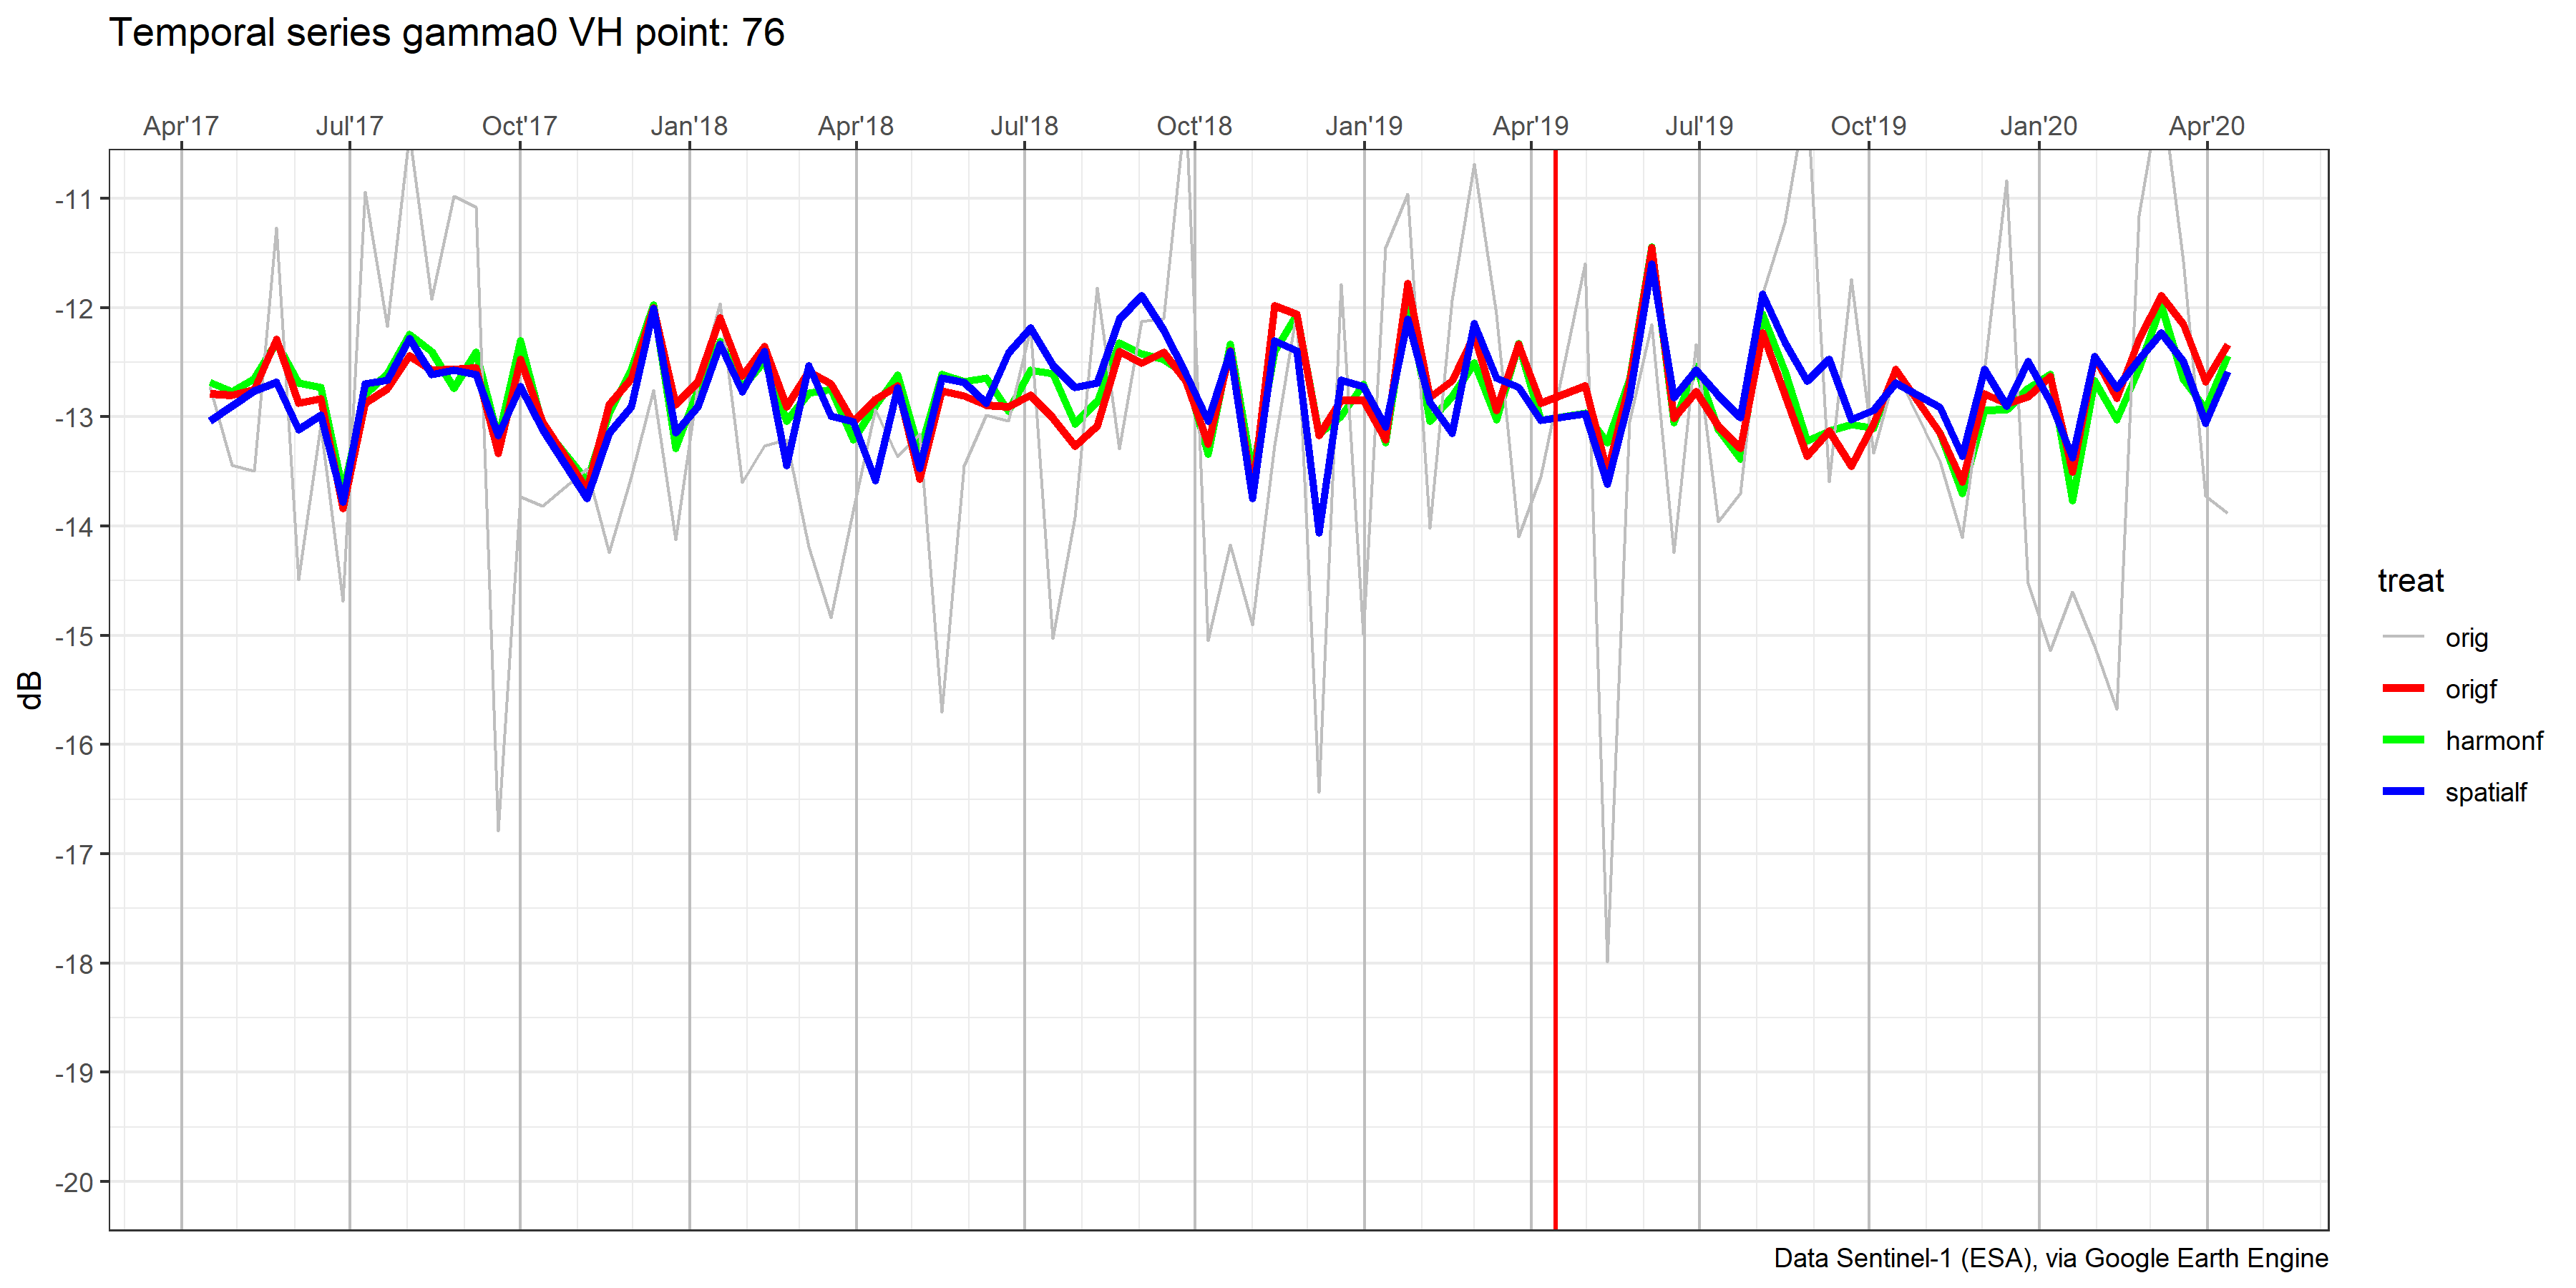 Temporal series gamma0 VH point: 76
Apr'17 Jul'17 Oct'17 Jan'18 Apr'18 Jul'18 Oct'18 Jan'19 Apr'19 Jul'19 Oct'19 Jan'20 Apr'20
-11
-12
-13
-14
-15
-16
-17
-18
-19
-20
dB
treat
orig
origf
harmonf
spatialf
Data Sentinel-1 (ESA), via Google Earth Engine